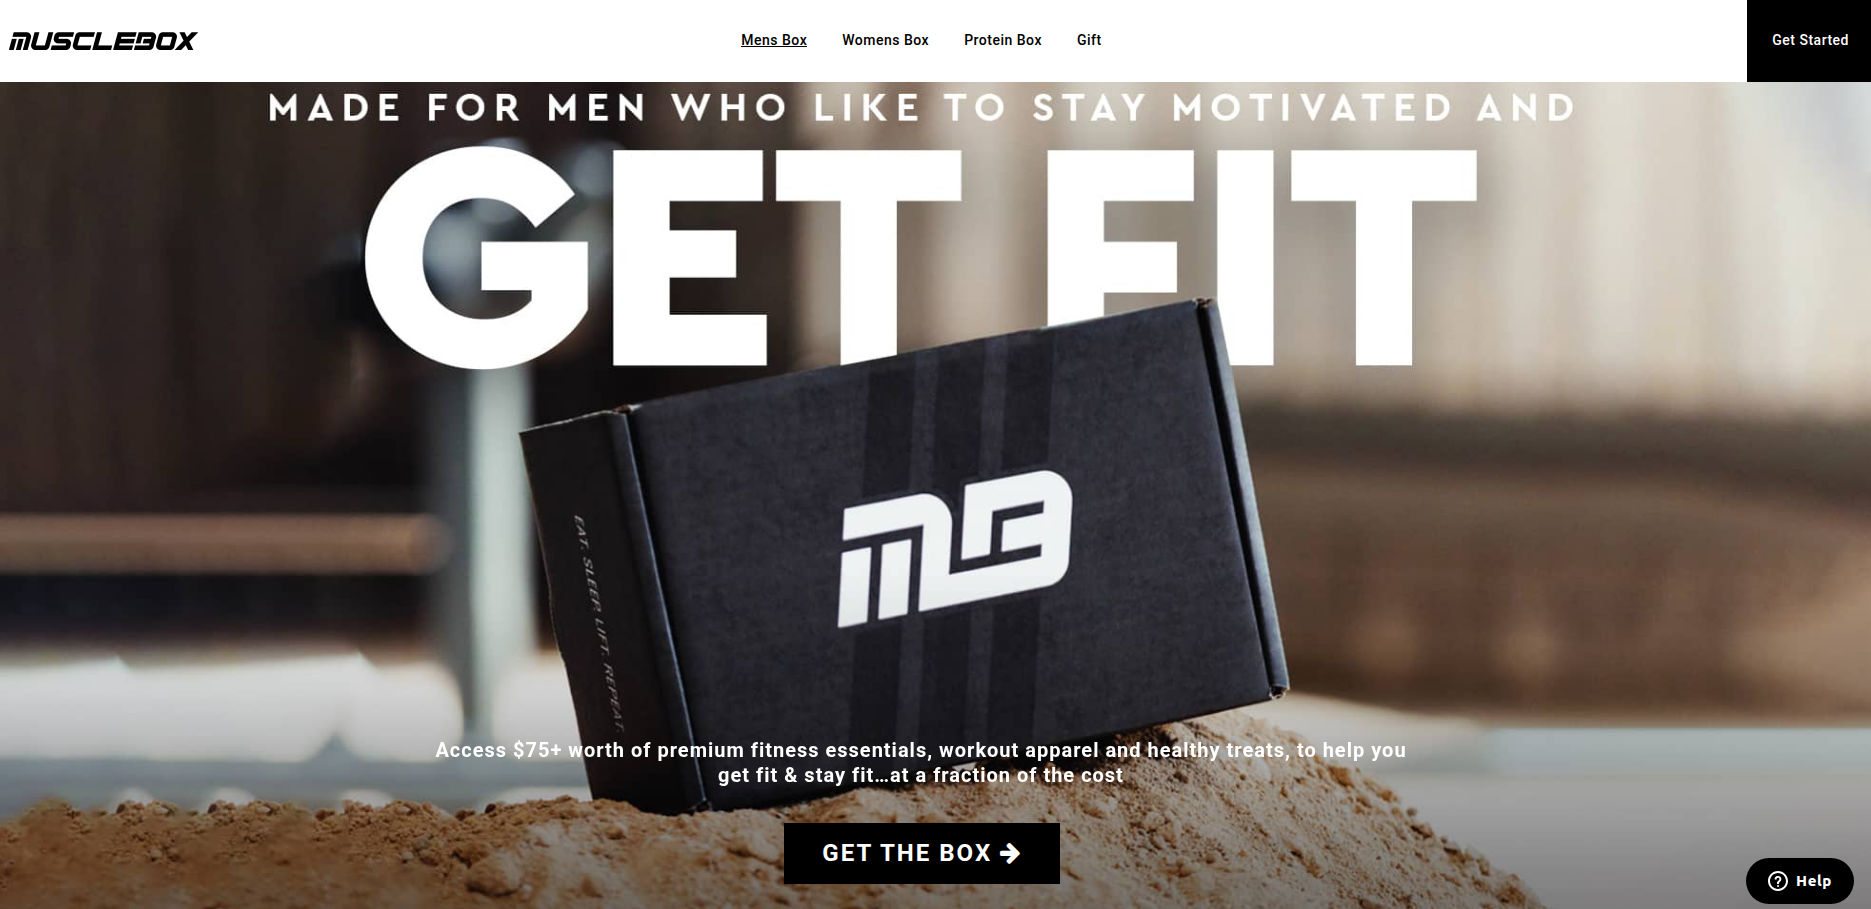 MUSCLEBOX
Mens Box
Womens Box
Protein Box
Gift
Get Started
MADE FOR MEN WHO LIKE TO STAY MOTIVATED AND
GET FIT
MB
EAT. SLEEP. LIFT. REPEAT.
Access $75+ worth of premium fitness essentials, workout apparel and healthy treats, to help you
get fit & stay fit...at a fraction of the cost
GET THE BOX
Help